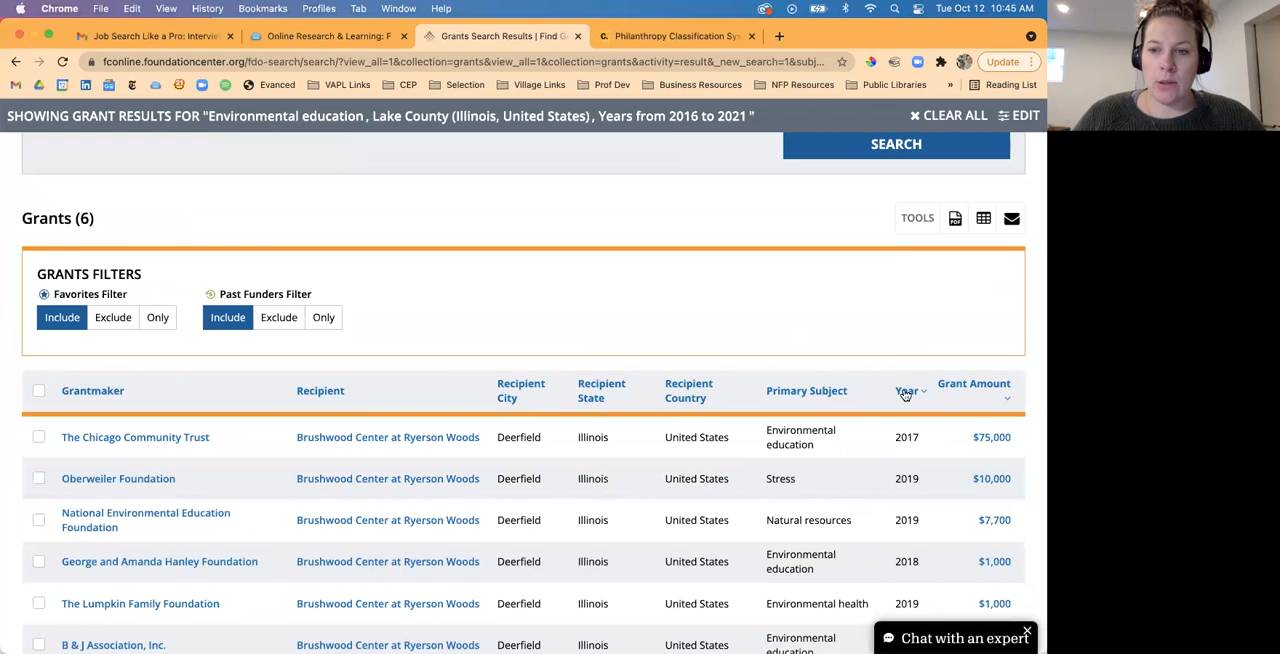 Chrome File Edit View History Bookmarks Profiles Tab Window Help Tue Oct 12 10:45 AM
Job Search Like a Pro: Intervie Online Research & Learning: F Grants Search Results | Find G Philanthropy Classification Sys
fconline.foundationcenter.org/fdo-search/search/?view_all=1&collection=grants&view_all=1&collection=grants&activity=result&_new_search=1&subj... Update
Evanced VAPL Links CEP Selection Village Links Prof Dev Business Resources NFP Resources Public Libraries » Reading List
SHOWING GRANT RESULTS FOR "Environmental education , Lake County (Illinois, United States) , Years from 2016 to 2021 " CLEAR ALL EDIT
SEARCH
Grants (6) TOOLS PDF
GRANTS FILTERS
Favorites Filter Past Funders Filter
Include Exclude Only Include Exclude Only
Grantmaker Recipient Recipient City Recipient State Recipient Country Primary Subject Year Grant Amount
The Chicago Community Trust Brushwood Center at Ryerson Woods Deerfield Illinois United States Environmental education 2017 $75,000
Oberweiler Foundation Brushwood Center at Ryerson Woods Deerfield Illinois United States Stress 2019 $10,000
National Environmental Education Foundation Brushwood Center at Ryerson Woods Deerfield Illinois United States Natural resources 2019 $7,700
George and Amanda Hanley Foundation Brushwood Center at Ryerson Woods Deerfield Illinois United States Environmental education 2018 $1,000
The Lumpkin Family Foundation Brushwood Center at Ryerson Woods Deerfield Illinois United States Environmental health 2019 $1,000
B & J Association, Inc. Brushwood Center at Ryerson Woods Deerfield Illinois United States Environmental education
Chat with an expert